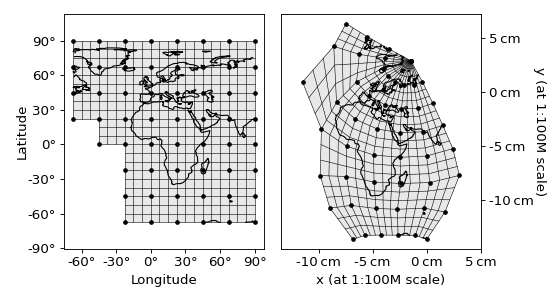 90°
60°
30°
0°
-30°
-60°
-90°
Latitude
-60° -30° 0° 30° 60° 90°
Longitude
5 cm
0 cm
-5 cm
-10 cm
y (at 1:100M scale)
-10 cm -5 cm 0 cm 5 cm
x (at 1:100M scale)